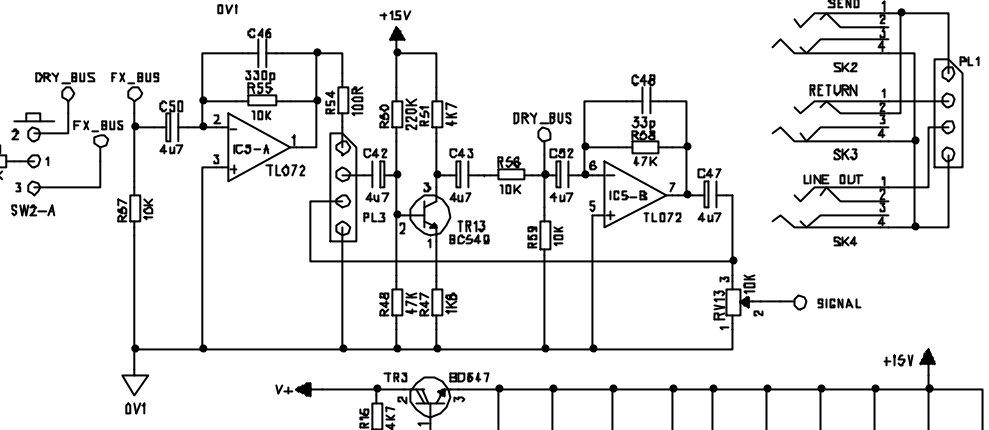 0V1
+15V
SEND
1
2
3
4
SK2
PL1
C46
330p
R55
10K
R54
100R
R60
220K
R51
4K7
C48
33p
R68
47K
DRY_BUS
FX_BUS
C50
4u7
2
FX_BUS
1
3
SW2-A
R67
10K
2
3
1
IC5-A
TL072
C42
4u7
PL3
3
2
1
TR13
BC549
C43
4u7
R56
10K
DRY_BUS
C52
4u7
R59
10K
6
5
7
IC5-B
TL072
C47
4u7
RETURN
1
2
3
4
SK3
LINE OUT
1
2
3
4
SK4
R48
47K
R47
1K8
RV13
10K
3
2
1
SIGNAL
0V1
V+
TR3
BD647
2
3
1
R16
4K7
+15V